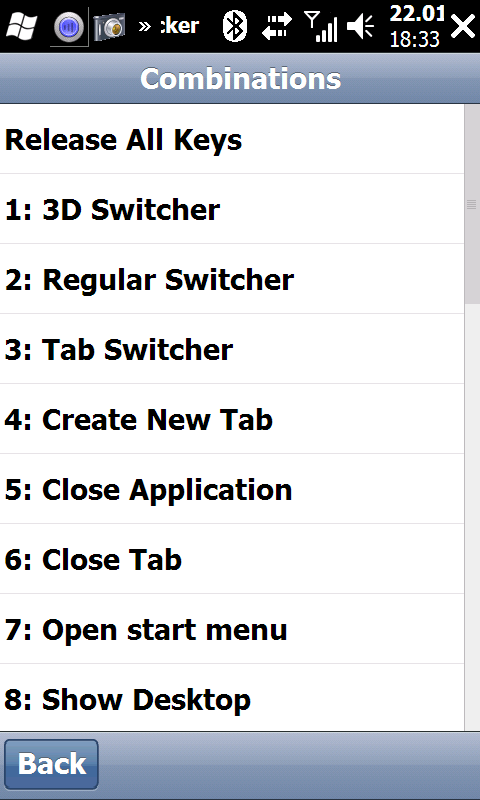 » cker 22.01
18:33
Combinations
Release All Keys
1: 3D Switcher
2: Regular Switcher
3: Tab Switcher
4: Create New Tab
5: Close Application
6: Close Tab
7: Open start menu
8: Show Desktop
Back